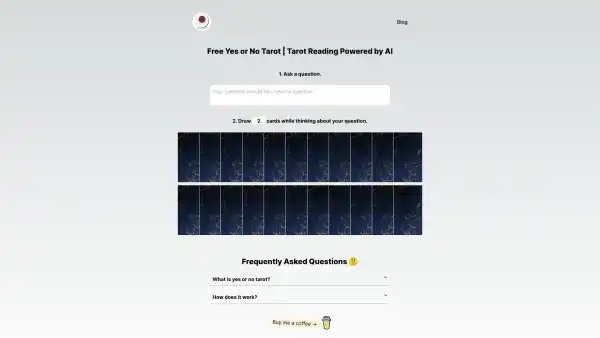 Blog
Free Yes or No Tarot | Tarot Reading Powered by AI
1. Ask a question.
Your question should be a yes/no question.
2. Draw 2 cards while thinking about your question.
Frequently Asked Questions 🤔
What is yes or no tarot?
How does it work?
Buy me a coffee →